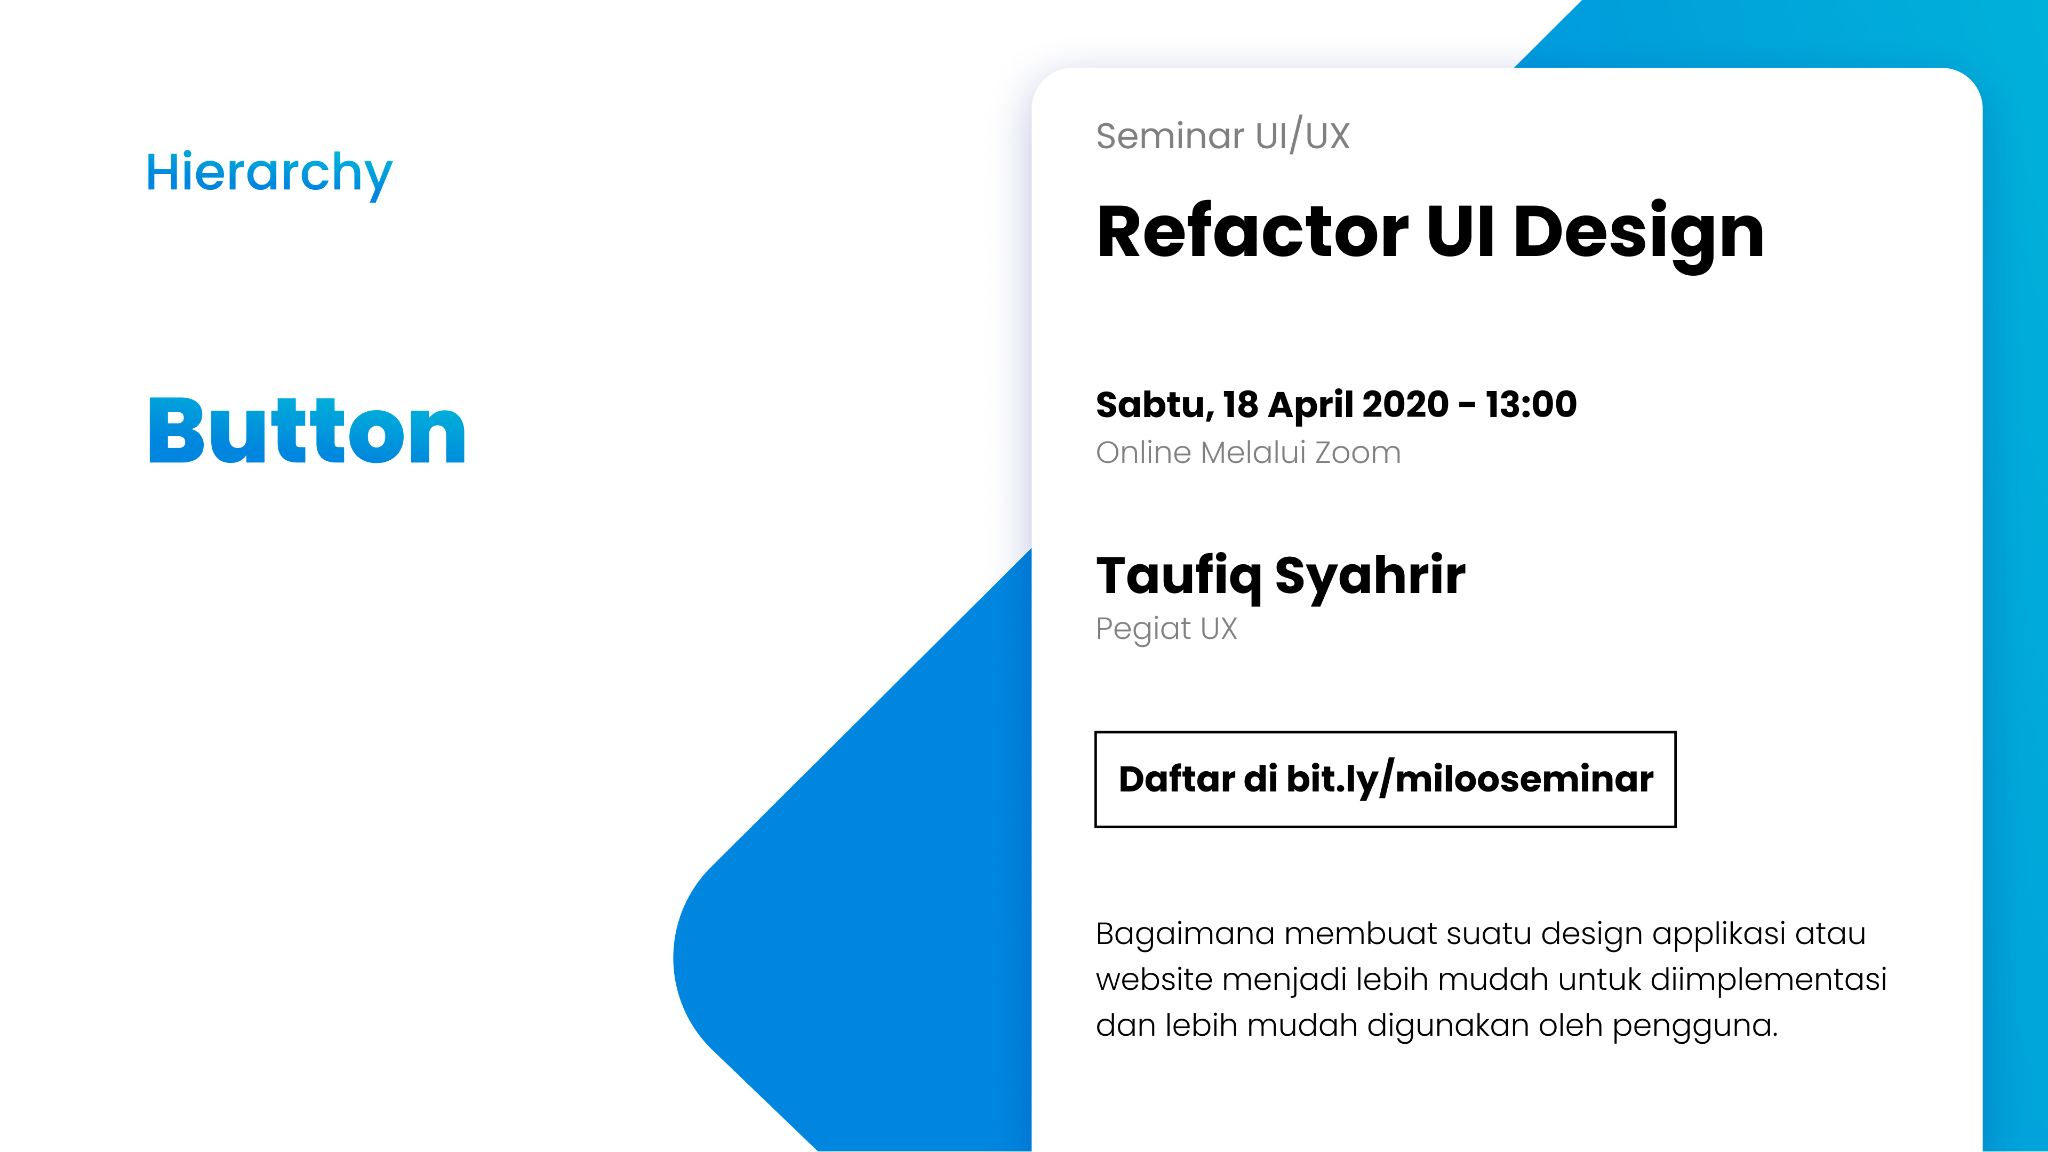 Hierarchy
Button
Seminar UI/UX
Refactor UI Design
Sabtu, 18 April 2020 - 13:00
Online Melalui Zoom
Taufiq Syahrir
Pegiat UX
Daftar di bit.ly/milooseminar
Bagaimana membuat suatu design applikasi atau
website menjadi lebih mudah untuk diimplementasi
dan lebih mudah digunakan oleh pengguna.